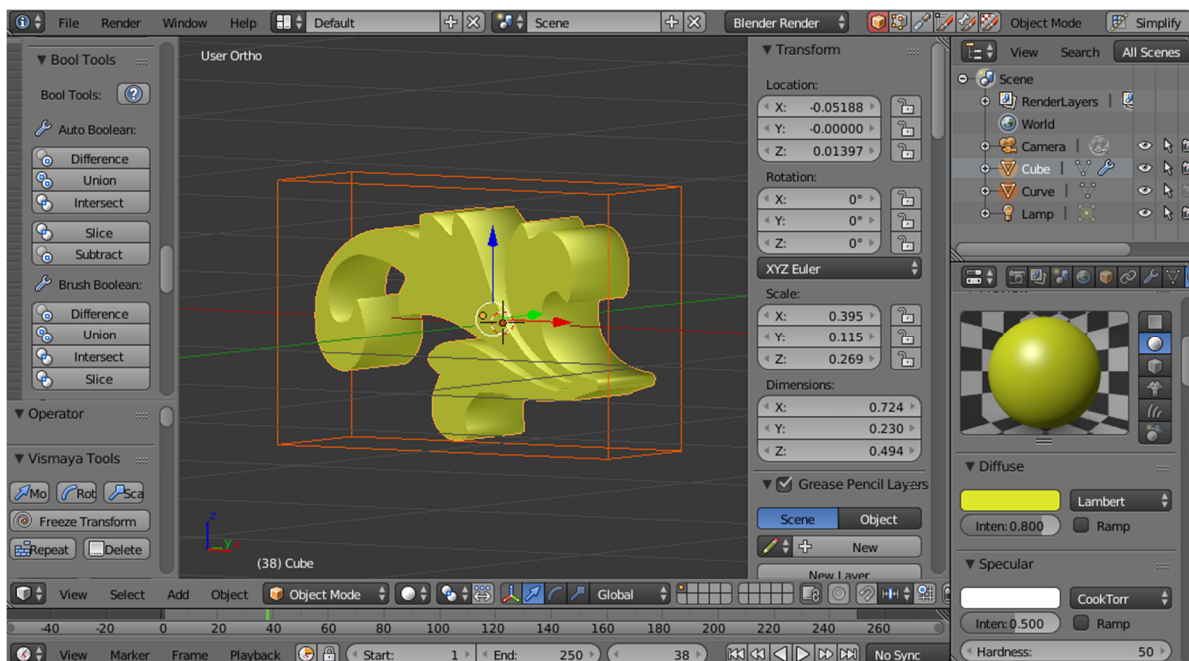 File Render Window Help Default Scene Blender Render Object Mode Simplify
Bool Tools
Bool Tools:
Auto Boolean:
Difference
Union
Intersect
Slice
Subtract
Brush Boolean:
Difference
Union
Intersect
Slice
Operator
Vismaya Tools
Mo Rot Sca
Freeze Transform
Repeat Delete
User Ortho
z
y
(38) Cube
Transform
Location:
X: -0.05188
Y: -0.00000
Z: 0.01397
Rotation:
X: 0°
Y: 0°
Z: 0°
XYZ Euler
Scale:
X: 0.395
Y: 0.115
Z: 0.269
Dimensions:
X: 0.724
Y: 0.230
Z: 0.494
Grease Pencil Layers
Scene Object
New
New Layer
View Search All Scenes
Scene
RenderLayers
World
Camera
Cube
Curve
Lamp
Diffuse
Lambert
Inten: 0.800 Ramp
Specular
CookTorr
Inten: 0.500 Ramp
Hardness: 50
View Select Add Object Object Mode Global
-40 -20 0 20 40 60 80 100 120 140 160 180 200 220 240 260
View Marker Frame Playback Start: 1 End: 250 38 No Sync